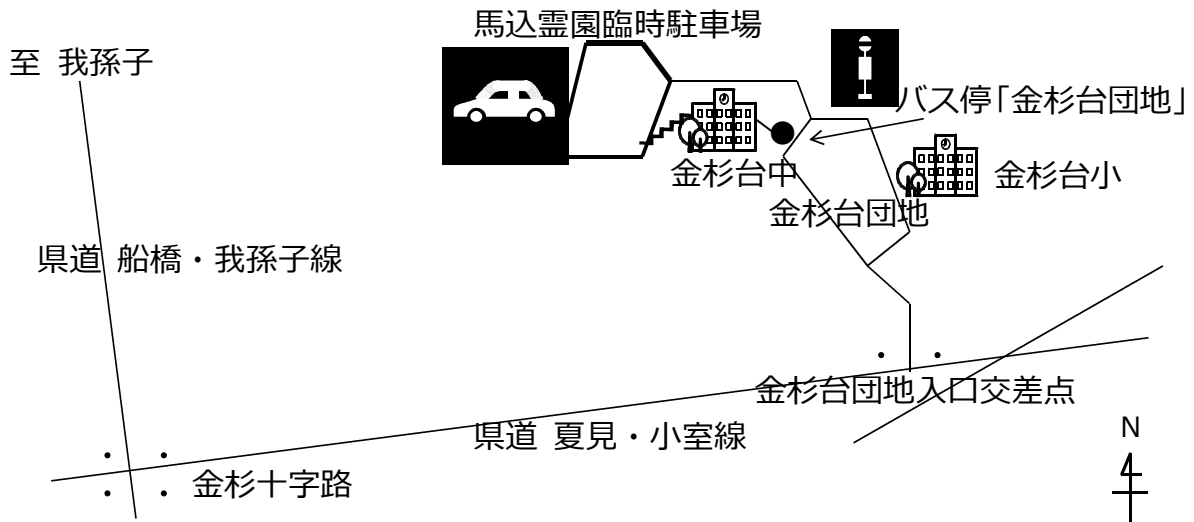 馬込霊園臨時駐車場
至 我孫子
バス停「金杉台団地」
金杉台中
金杉台小
金杉台団地
県道 船橋・我孫子線
金杉台団地入口交差点
県道 夏見・小室線
N
金杉十字路